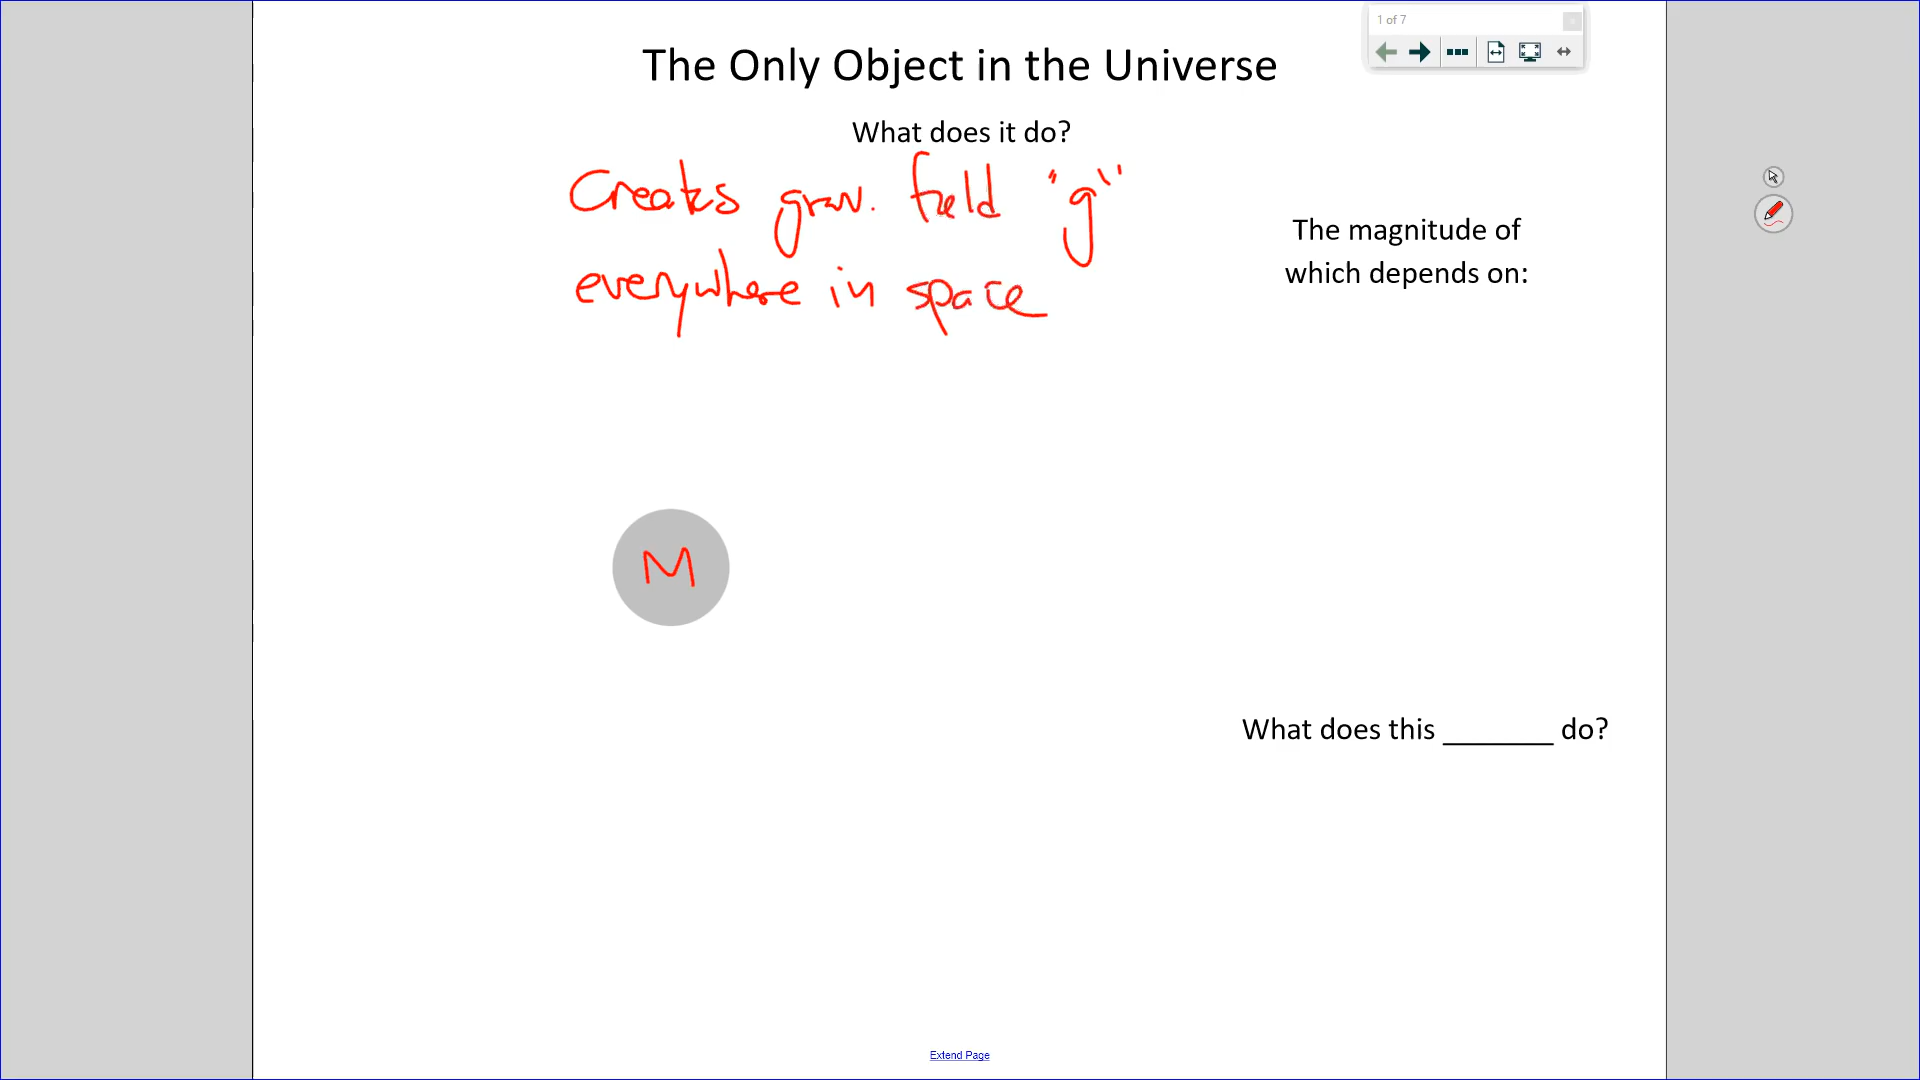 1 of 7
The Only Object in the Universe
What does it do?
Creates grav. field "g"
everywhere in space
The magnitude of
which depends on:
M
What does this _______ do?
Extend Page